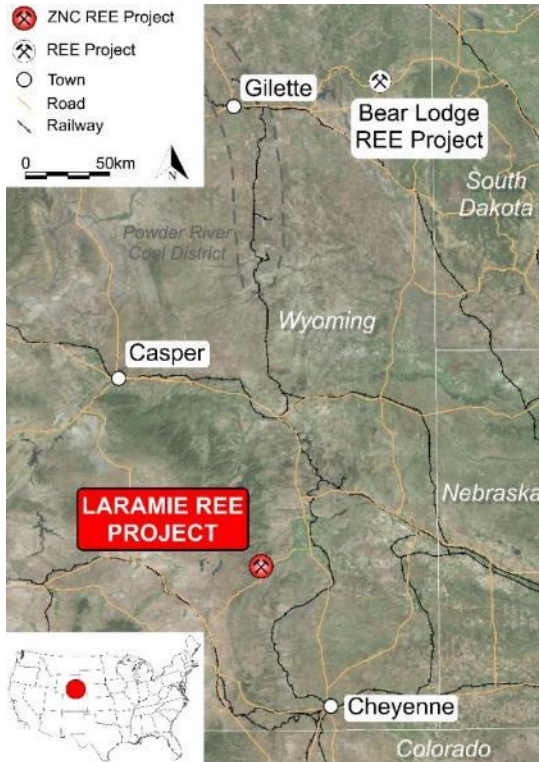 ZNC REE Project
REE Project
Town
Road
Railway
0 50km
N
Gilette
Bear Lodge
REE Project
South
Dakota
Powder River
Coal District
Wyoming
Casper
LARAMIE REE
PROJECT
Nebraska
Cheyenne
Colorado